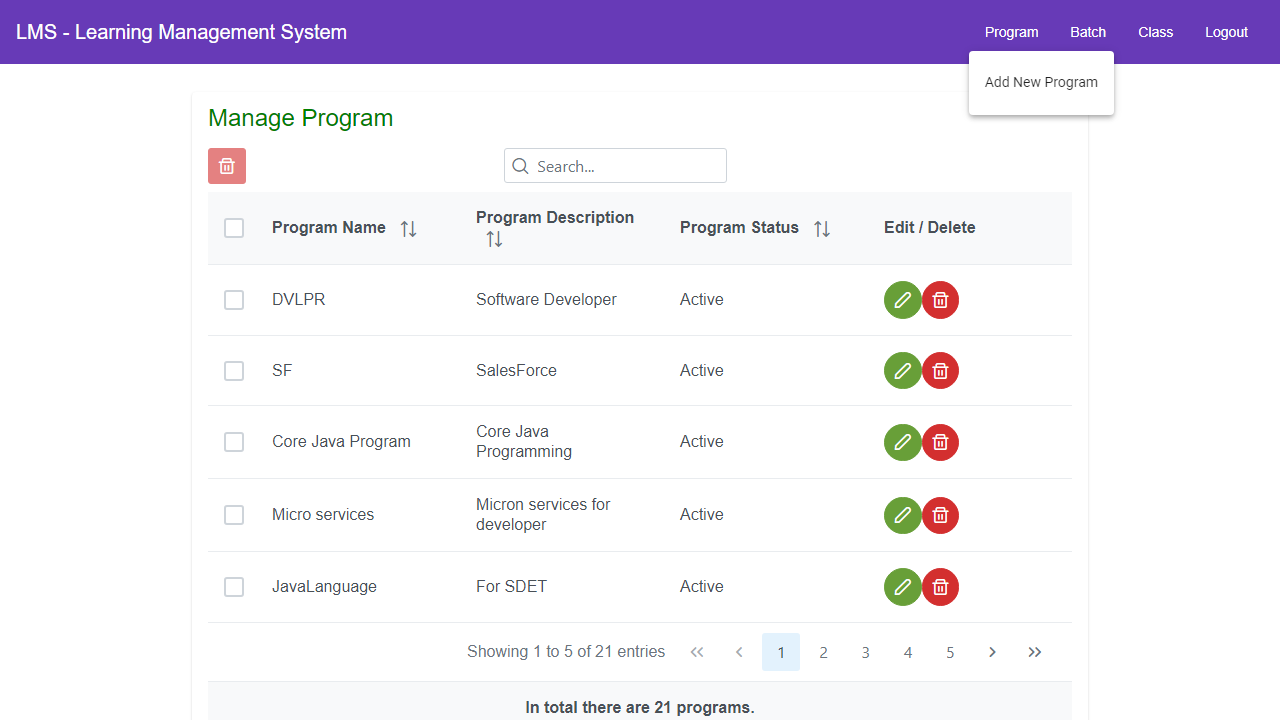 LMS - Learning Management System
Program
Batch
Class
Logout
Add New Program
Manage Program
Search...
Program Name
Program Description
Program Status
Edit / Delete
DVLPR
Software Developer
Active
SF
SalesForce
Active
Core Java Program
Core Java
Programming
Active
Micro services
Micron services for
developer
Active
JavaLanguage
For SDET
Active
Showing 1 to 5 of 21 entries
1
2
3
4
5
In total there are 21 programs.